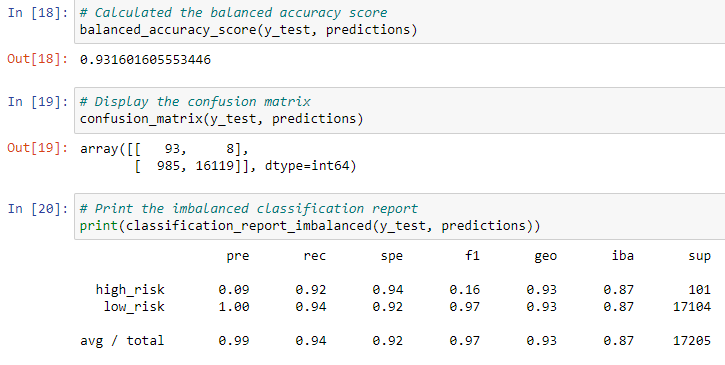 In [18]: # Calculated the balanced accuracy score
balanced_accuracy_score(y_test, predictions)
Out[18]: 0.931601605553446
In [19]: # Display the confusion matrix
confusion_matrix(y_test, predictions)
Out[19]: array([[   93,     8],
       [  985, 16119]], dtype=int64)
In [20]: # Print the imbalanced classification report
print(classification_report_imbalanced(y_test, predictions))
pre rec spe f1 geo iba sup
high_risk 0.09 0.92 0.94 0.16 0.93 0.87 101
low_risk 1.00 0.94 0.92 0.97 0.93 0.87 17104
avg / total 0.99 0.94 0.92 0.97 0.93 0.87 17205